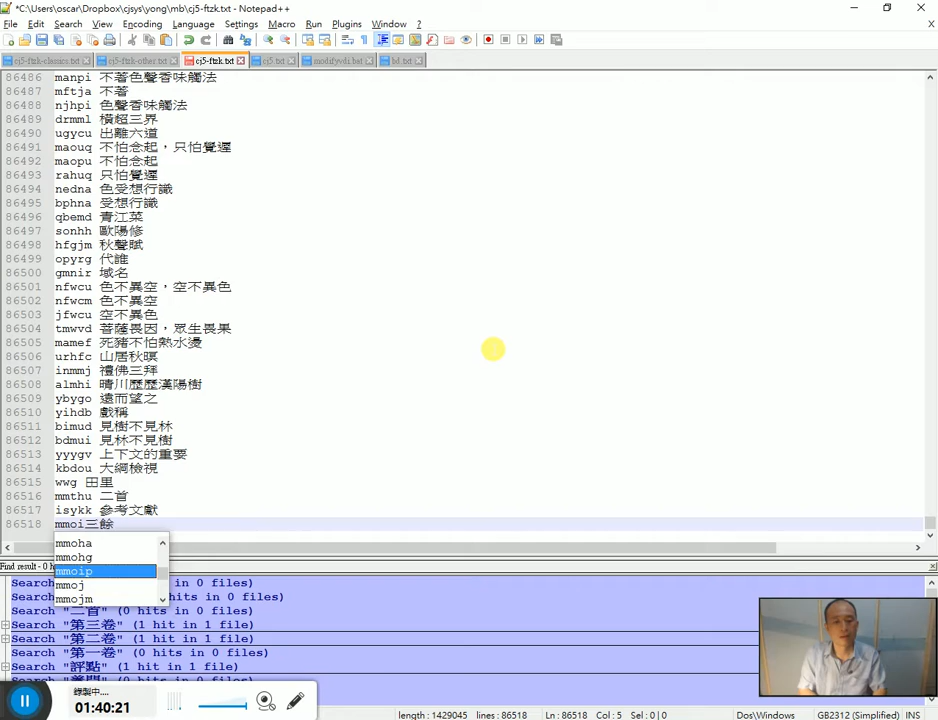 *C:\Users\oscar\Dropbox\cjsys\yong\mb\cj5-ftzk.txt - Notepad++
File Edit Search View Encoding Language Settings Macro Run Plugins Window ?
cj5-ftzk-classics.txt cj5-ftzk-other.txt cj5-ftzk.txt cj5.txt modifyvdi.bat bd.txt
86486 manpi 不著色聲香味觸法
86487 mftja 不著
86488 njhpi 色聲香味觸法
86489 drmml 橫超三界
86490 ugycu 出離六道
86491 maouq 不怕念起，只怕覺遲
86492 maopu 不怕念起
86493 rahuq 只怕覺遲
86494 nedna 色受想行識
86495 bphna 受想行識
86496 qbemd 青江菜
86497 sonhh 歐陽修
86498 hfgjm 秋聲賦
86499 opyrg 代誰
86500 gmnir 域名
86501 nfwcu 色不異空，空不異色
86502 nfwcm 色不異空
86503 jfwcu 空不異色
86504 tmwvd 菩薩畏因，眾生畏果
86505 mamef 死豬不怕熱水燙
86506 urhfc 山居秋暝
86507 inmmj 禮佛三拜
86508 almhi 晴川歷歷漢陽樹
86509 ybygo 遠而望之
86510 yihdb 戲稱
86511 bimud 見樹不見林
86512 bdmui 見林不見樹
86513 yyygv 上下文的重要
86514 kbdou 大綱檢視
86515 wwg 田里
86516 mmthu 二首
86517 isykk 參考文獻
86518 mmoi三餘
mmoha
mmohg
mmoip
mmoj
mmojm
Find result - 0 h
Search in 0 files)
hits in 0 files)
Search "二首" (0 hits in 0 files)
Search "第三卷" (1 hit in 1 file)
Search "第二卷" (1 hit in 1 file)
Search "第一卷" (0 hits in 0 files)
Search "評點" (1 hit in 1 file)
錄製中....
01:40:21
length : 1429045 lines : 86518 Ln : 86518 Col : 5 Sel : 0 | 0 Dos\Windows GB2312 (Simplified) INS